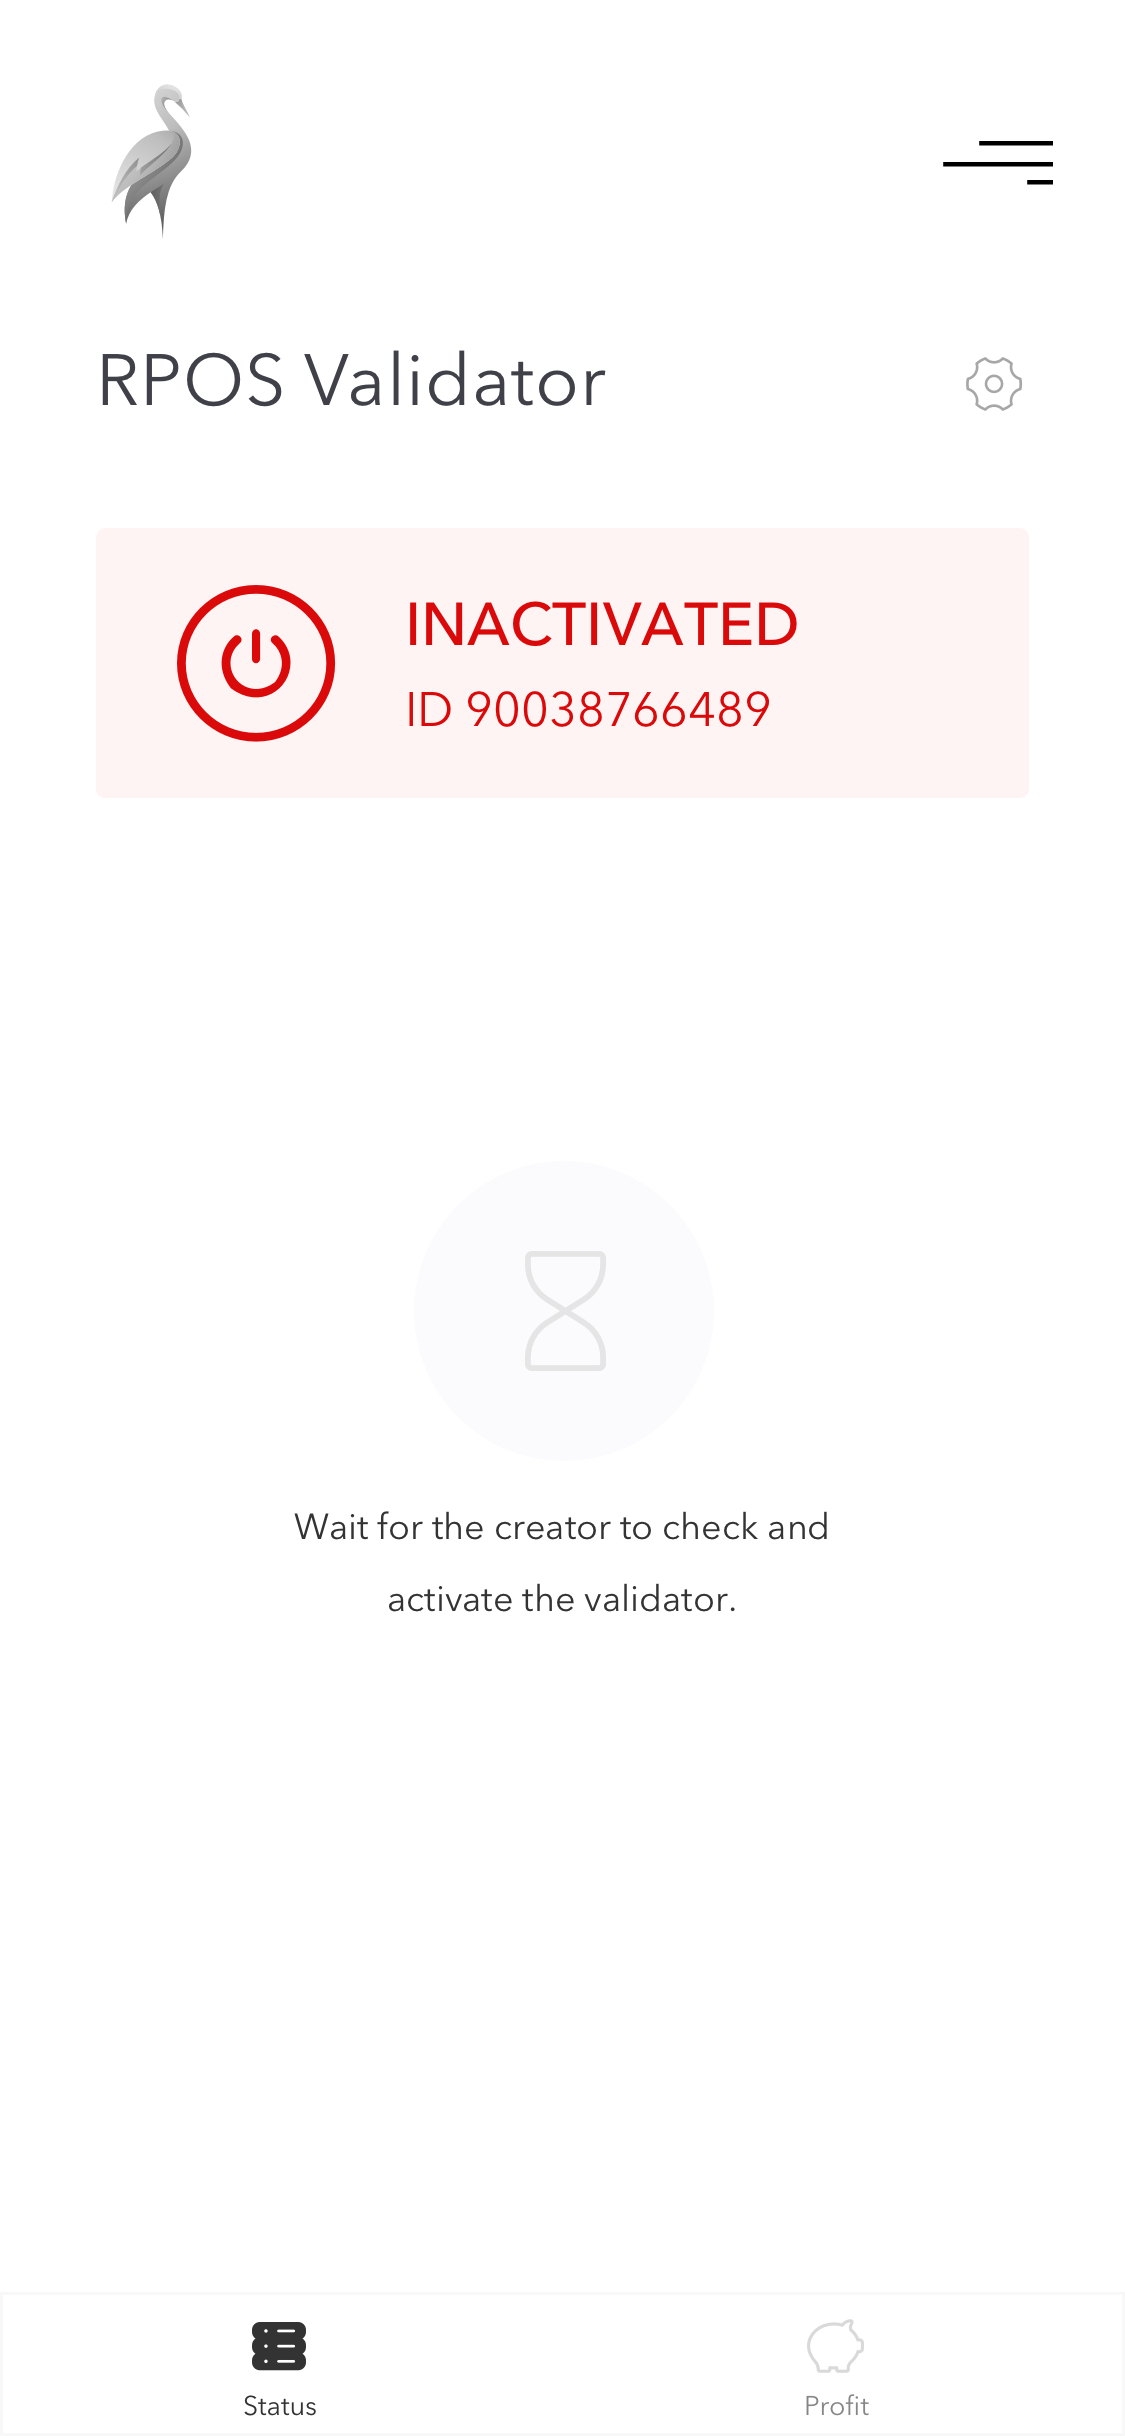 RPOS Validator
INACTIVATED
ID 90038766489
Wait for the creator to check and
activate the validator.
Status
Profit